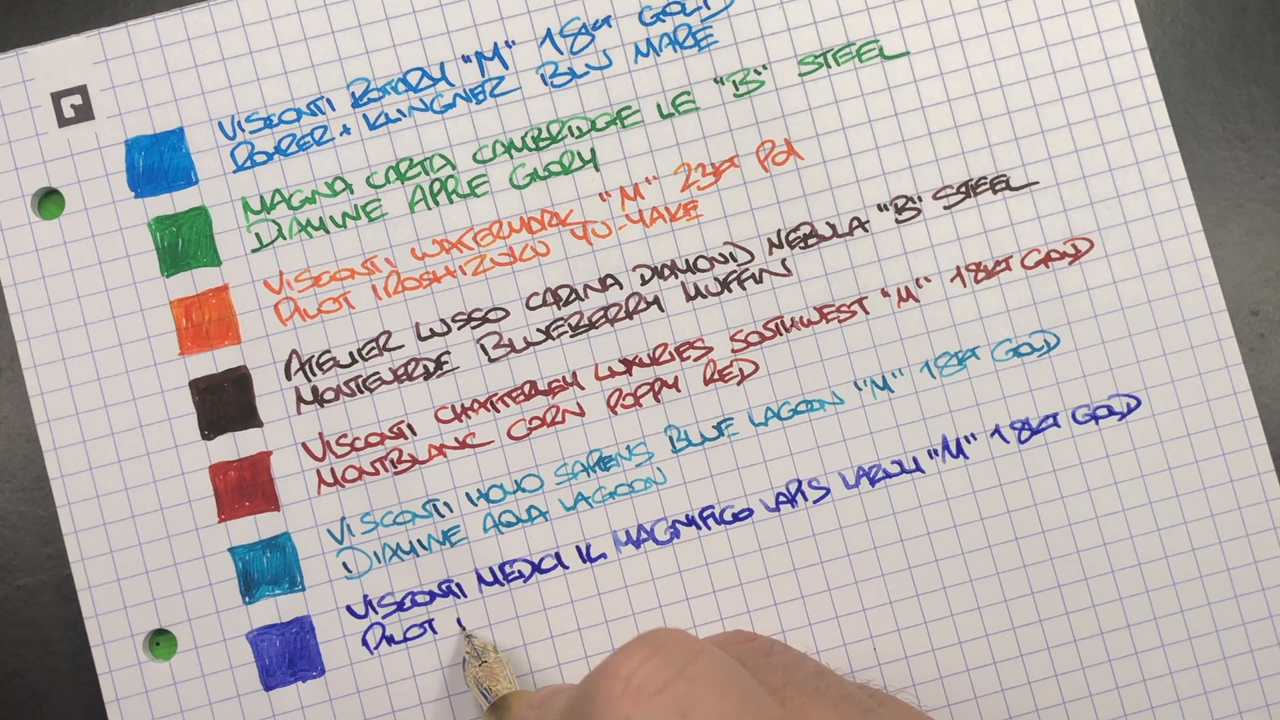 VISCONTI ROTARY "M" 18KT GOLD
ROHRER + KLINGNER BLU MARE
MAGNA CARTA CAMBRIDGE LE "B" STEEL
DIAMINE APPLE GLORY
VISCONTI WATERMARK "M" 23KT Pd
PILOT IROSHIZUKU YU-YAKE
ATELIER LUSSO CARINA DIAMOND NEBULA "B" STEEL
MONTEVERDE BLUEBERRY MUFFIN
VISCONTI CHATTERLEY LUXURIES SOUTHWEST "M" 18KT GOLD
MONTBLANC CORN POPPY RED
VISCONTI HOMO SAPIENS BLUE LAGOON "M" 18KT GOLD
DIAMINE AQUA LAGOON
VISCONTI MEDICI IL MAGNIFICO LAPIS "M" 18KT GOLD
PILOT I